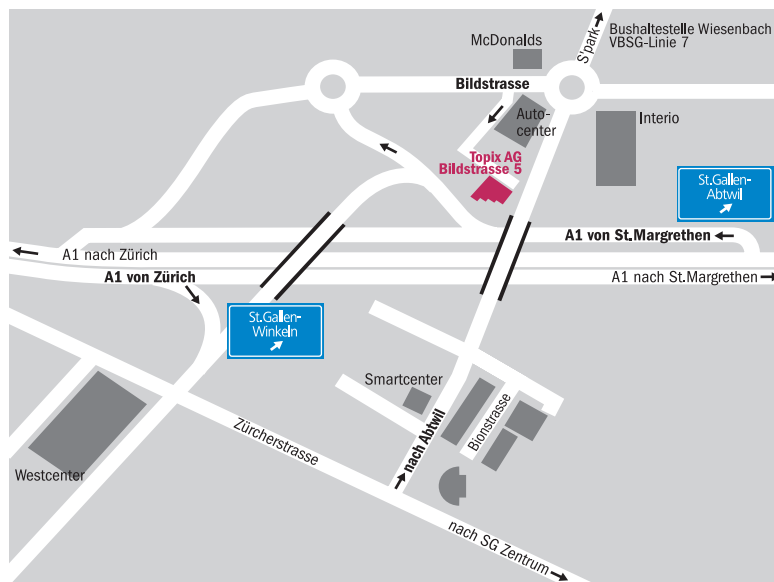 S'park
Bushaltestelle Wiesenbach
VBSG-Linie 7
McDonalds
Bildstrasse
Auto-
center
Interio
Topix AG
Bildstrasse 5
St.Gallen-
Abtwil
A1 von St.Margrethen
A1 nach Zürich
A1 von Zürich
A1 nach St.Margrethen
St.Gallen-
Winkeln
Smartcenter
Bionstrasse
Zürcherstrasse
nach Abtwil
Westcenter
nach SG Zentrum